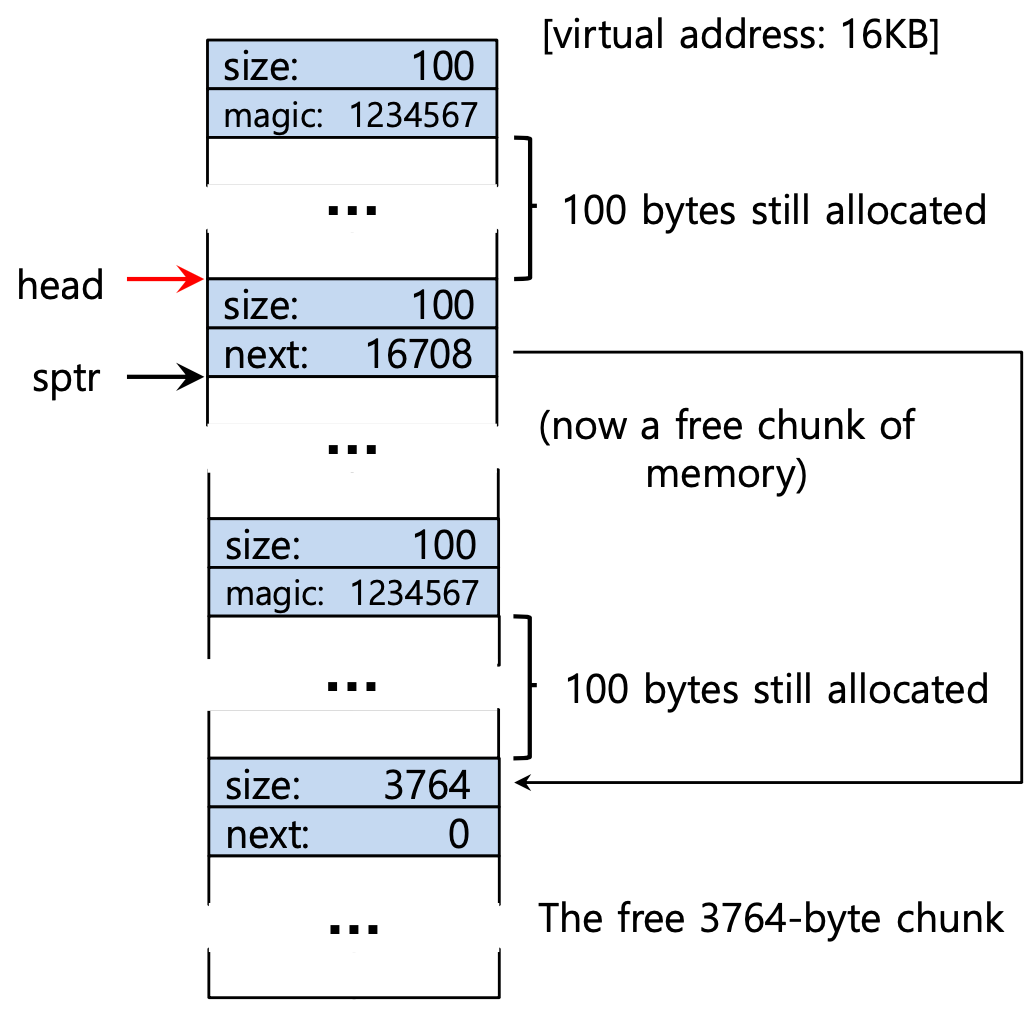 [virtual address: 16KB]
size: 100
magic: 1234567
...
100 bytes still allocated
head
size: 100
next: 16708
sptr
(now a free chunk of
memory)
...
size: 100
magic: 1234567
...
100 bytes still allocated
size: 3764
next: 0
...
The free 3764-byte chunk